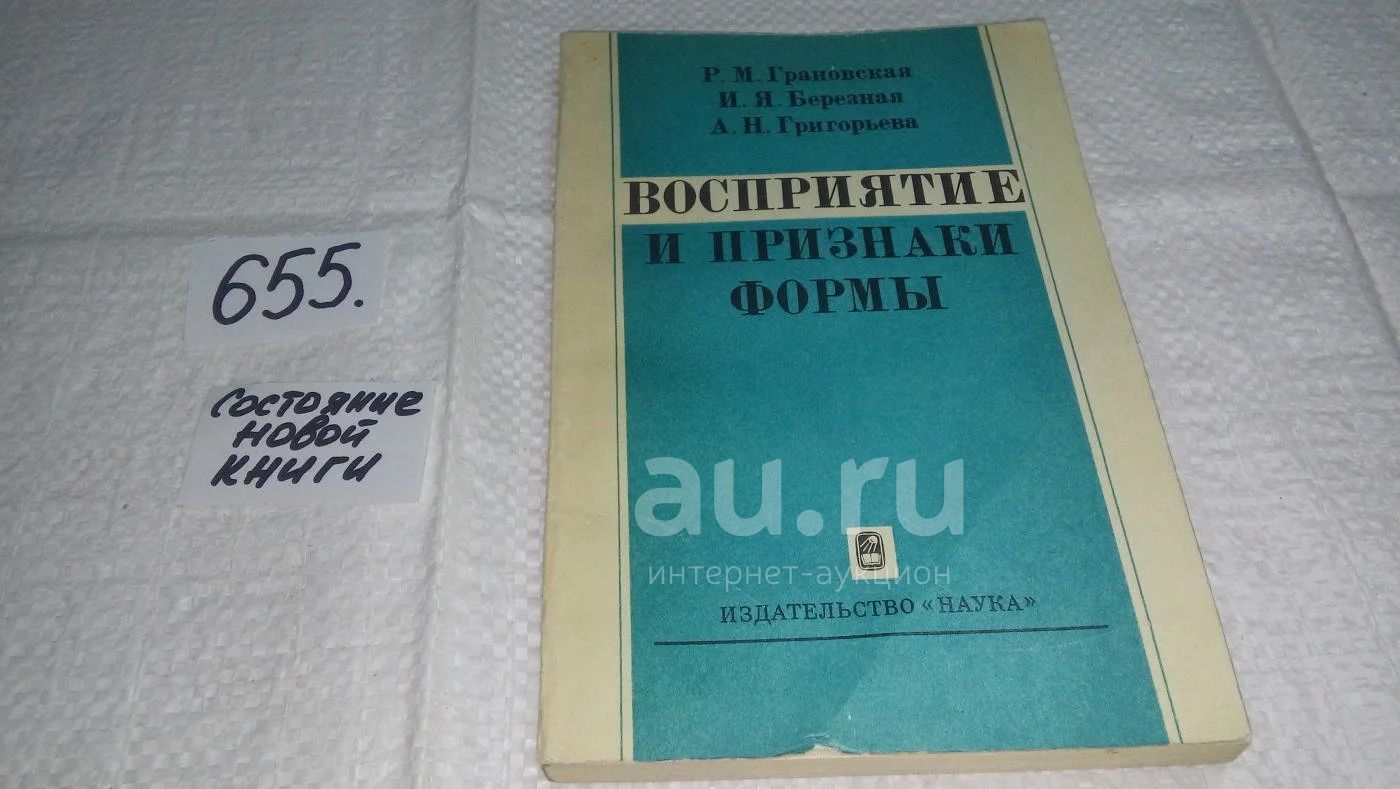 Р. М. Грановская
И. Я. Березная
А. Н. Григорьева
ВОСПРИЯТИЕ
И ПРИЗНАКИ
ФОРМЫ
655.
Состояние
новой
книги
au.ru
интернет-аукцион
ИЗДАТЕЛЬСТВО «НАУКА»